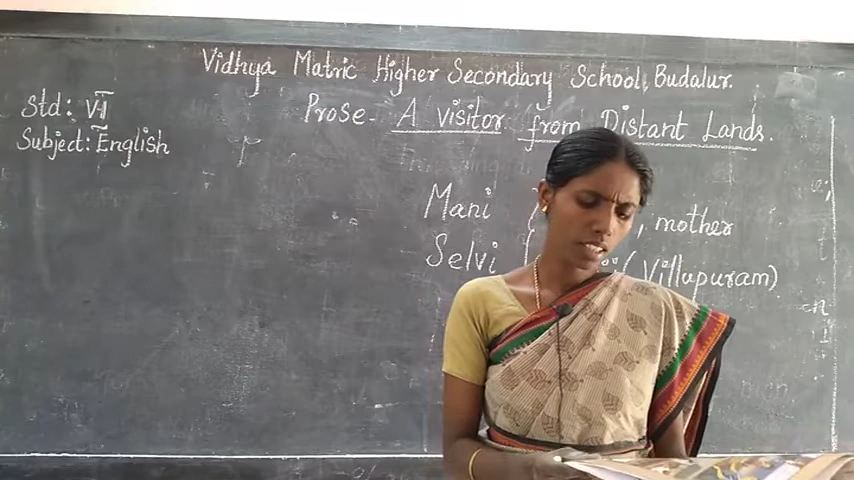 Vidhya Matric Higher Secondary School, Budalur.
Std: VI
Prose - A visitor from Distant Lands.
Subject: English
Mani } , mother
Selvi { (Villupuram)